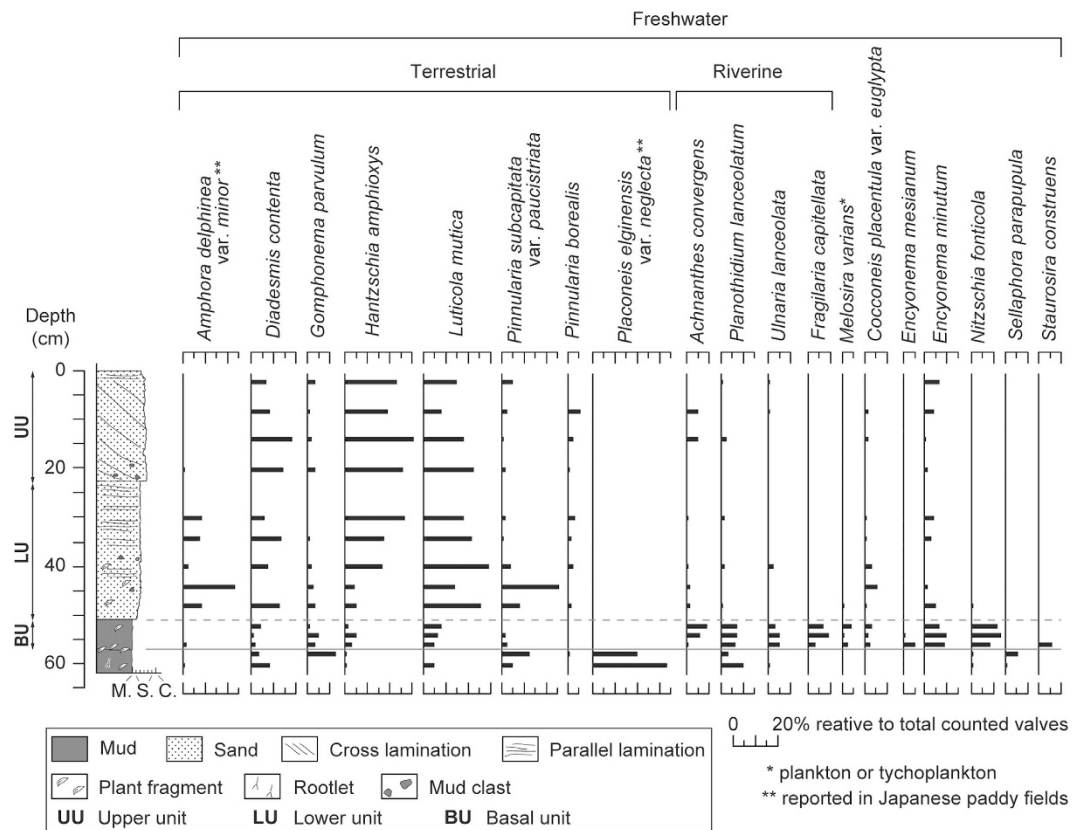 Freshwater
Terrestrial
Riverine
Amphora delphinea
var. minor**
Diadesmis contenta
Gomphonema parvulum
Hantzschia amphioxys
Luticola mutica
Pinnularia subcapitata
var. paucistriata
Pinnularia borealis
Placoneis elginensis
var. neglecta**
Achnanthes convergens
Planothidium lanceolatum
Ulnaria lanceolata
Fragilaria capitellata
Melosira varians*
Cocconeis placentula var. euglypta
Encyonema mesianum
Encyonema minutum
Nitzschia fonticola
Sellaphora parapupula
Staurosira construens
Depth
(cm)
0
20
40
60
UU
LU
BU
M. S. C.
0 20% reative to total counted valves
* plankton or tychoplankton
** reported in Japanese paddy fields
Mud Sand Cross lamination Parallel lamination
Plant fragment Rootlet Mud clast
UU Upper unit LU Lower unit BU Basal unit